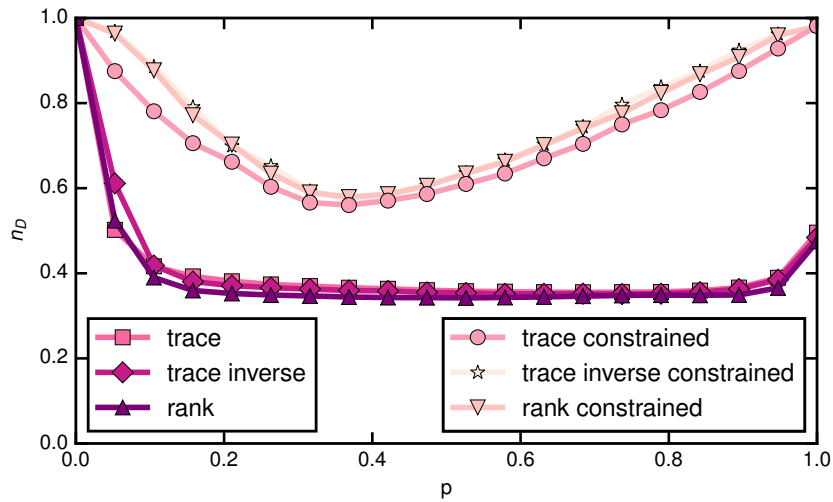 1.0
0.8
0.6
n_D
0.4
0.2
0.0
trace
trace inverse
rank
trace constrained
trace inverse constrained
rank constrained
0.0 0.2 0.4 0.6 0.8 1.0
p